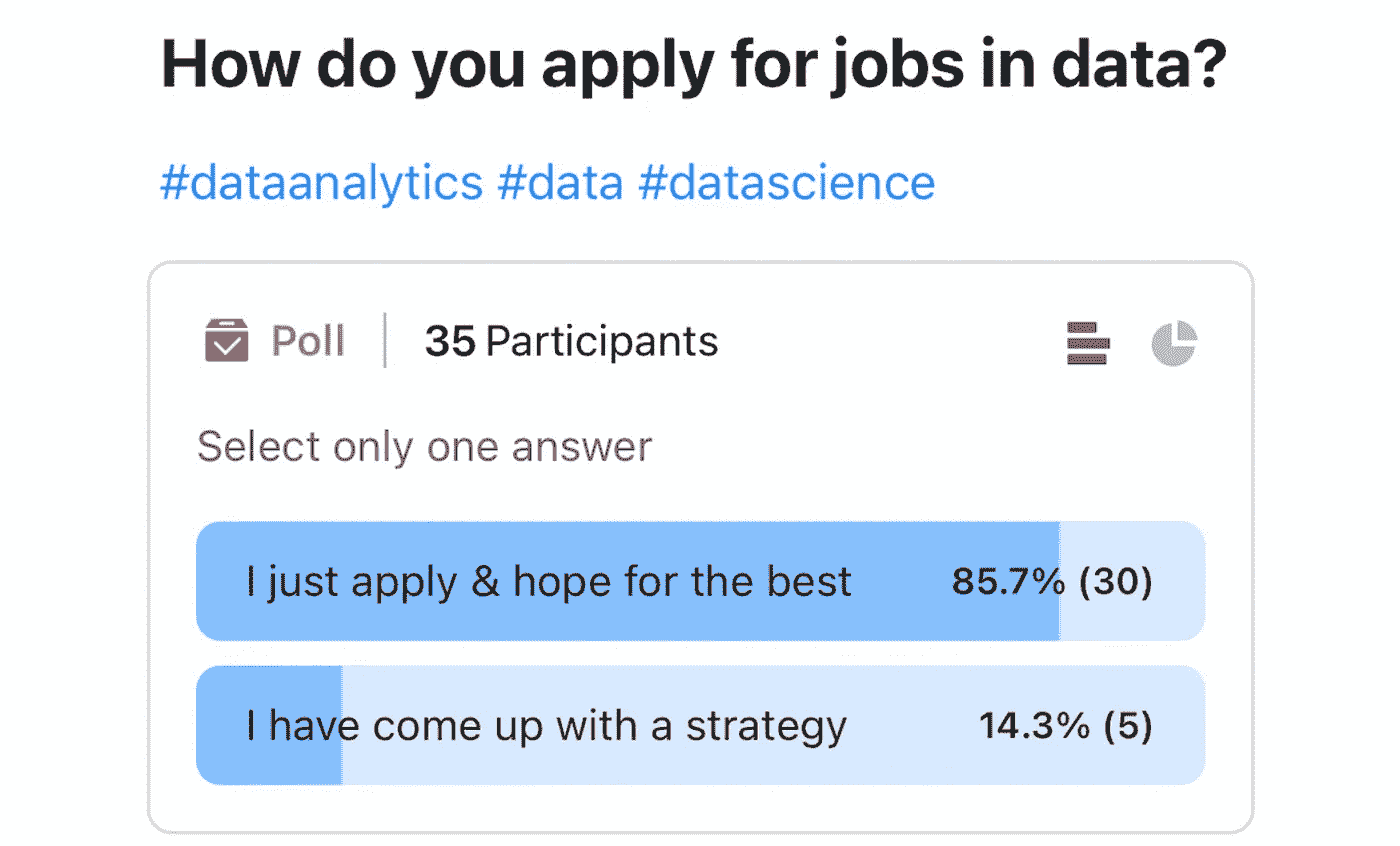 How do you apply for jobs in data?
#dataanalytics #data #datascience
Poll 35 Participants
Select only one answer
I just apply & hope for the best 85.7% (30)
I have come up with a strategy 14.3% (5)